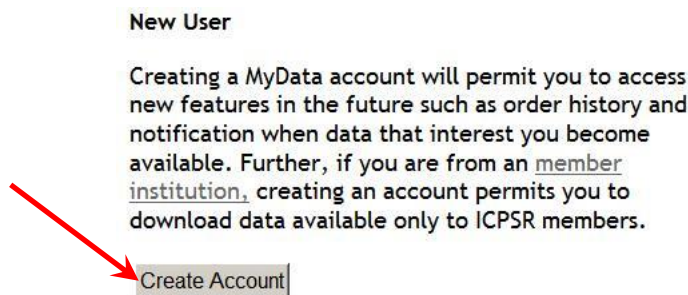 New User
Creating a MyData account will permit you to access
new features in the future such as order history and
notification when data that interest you become
available. Further, if you are from an member
institution, creating an account permits you to
download data available only to ICPSR members.
Create Account